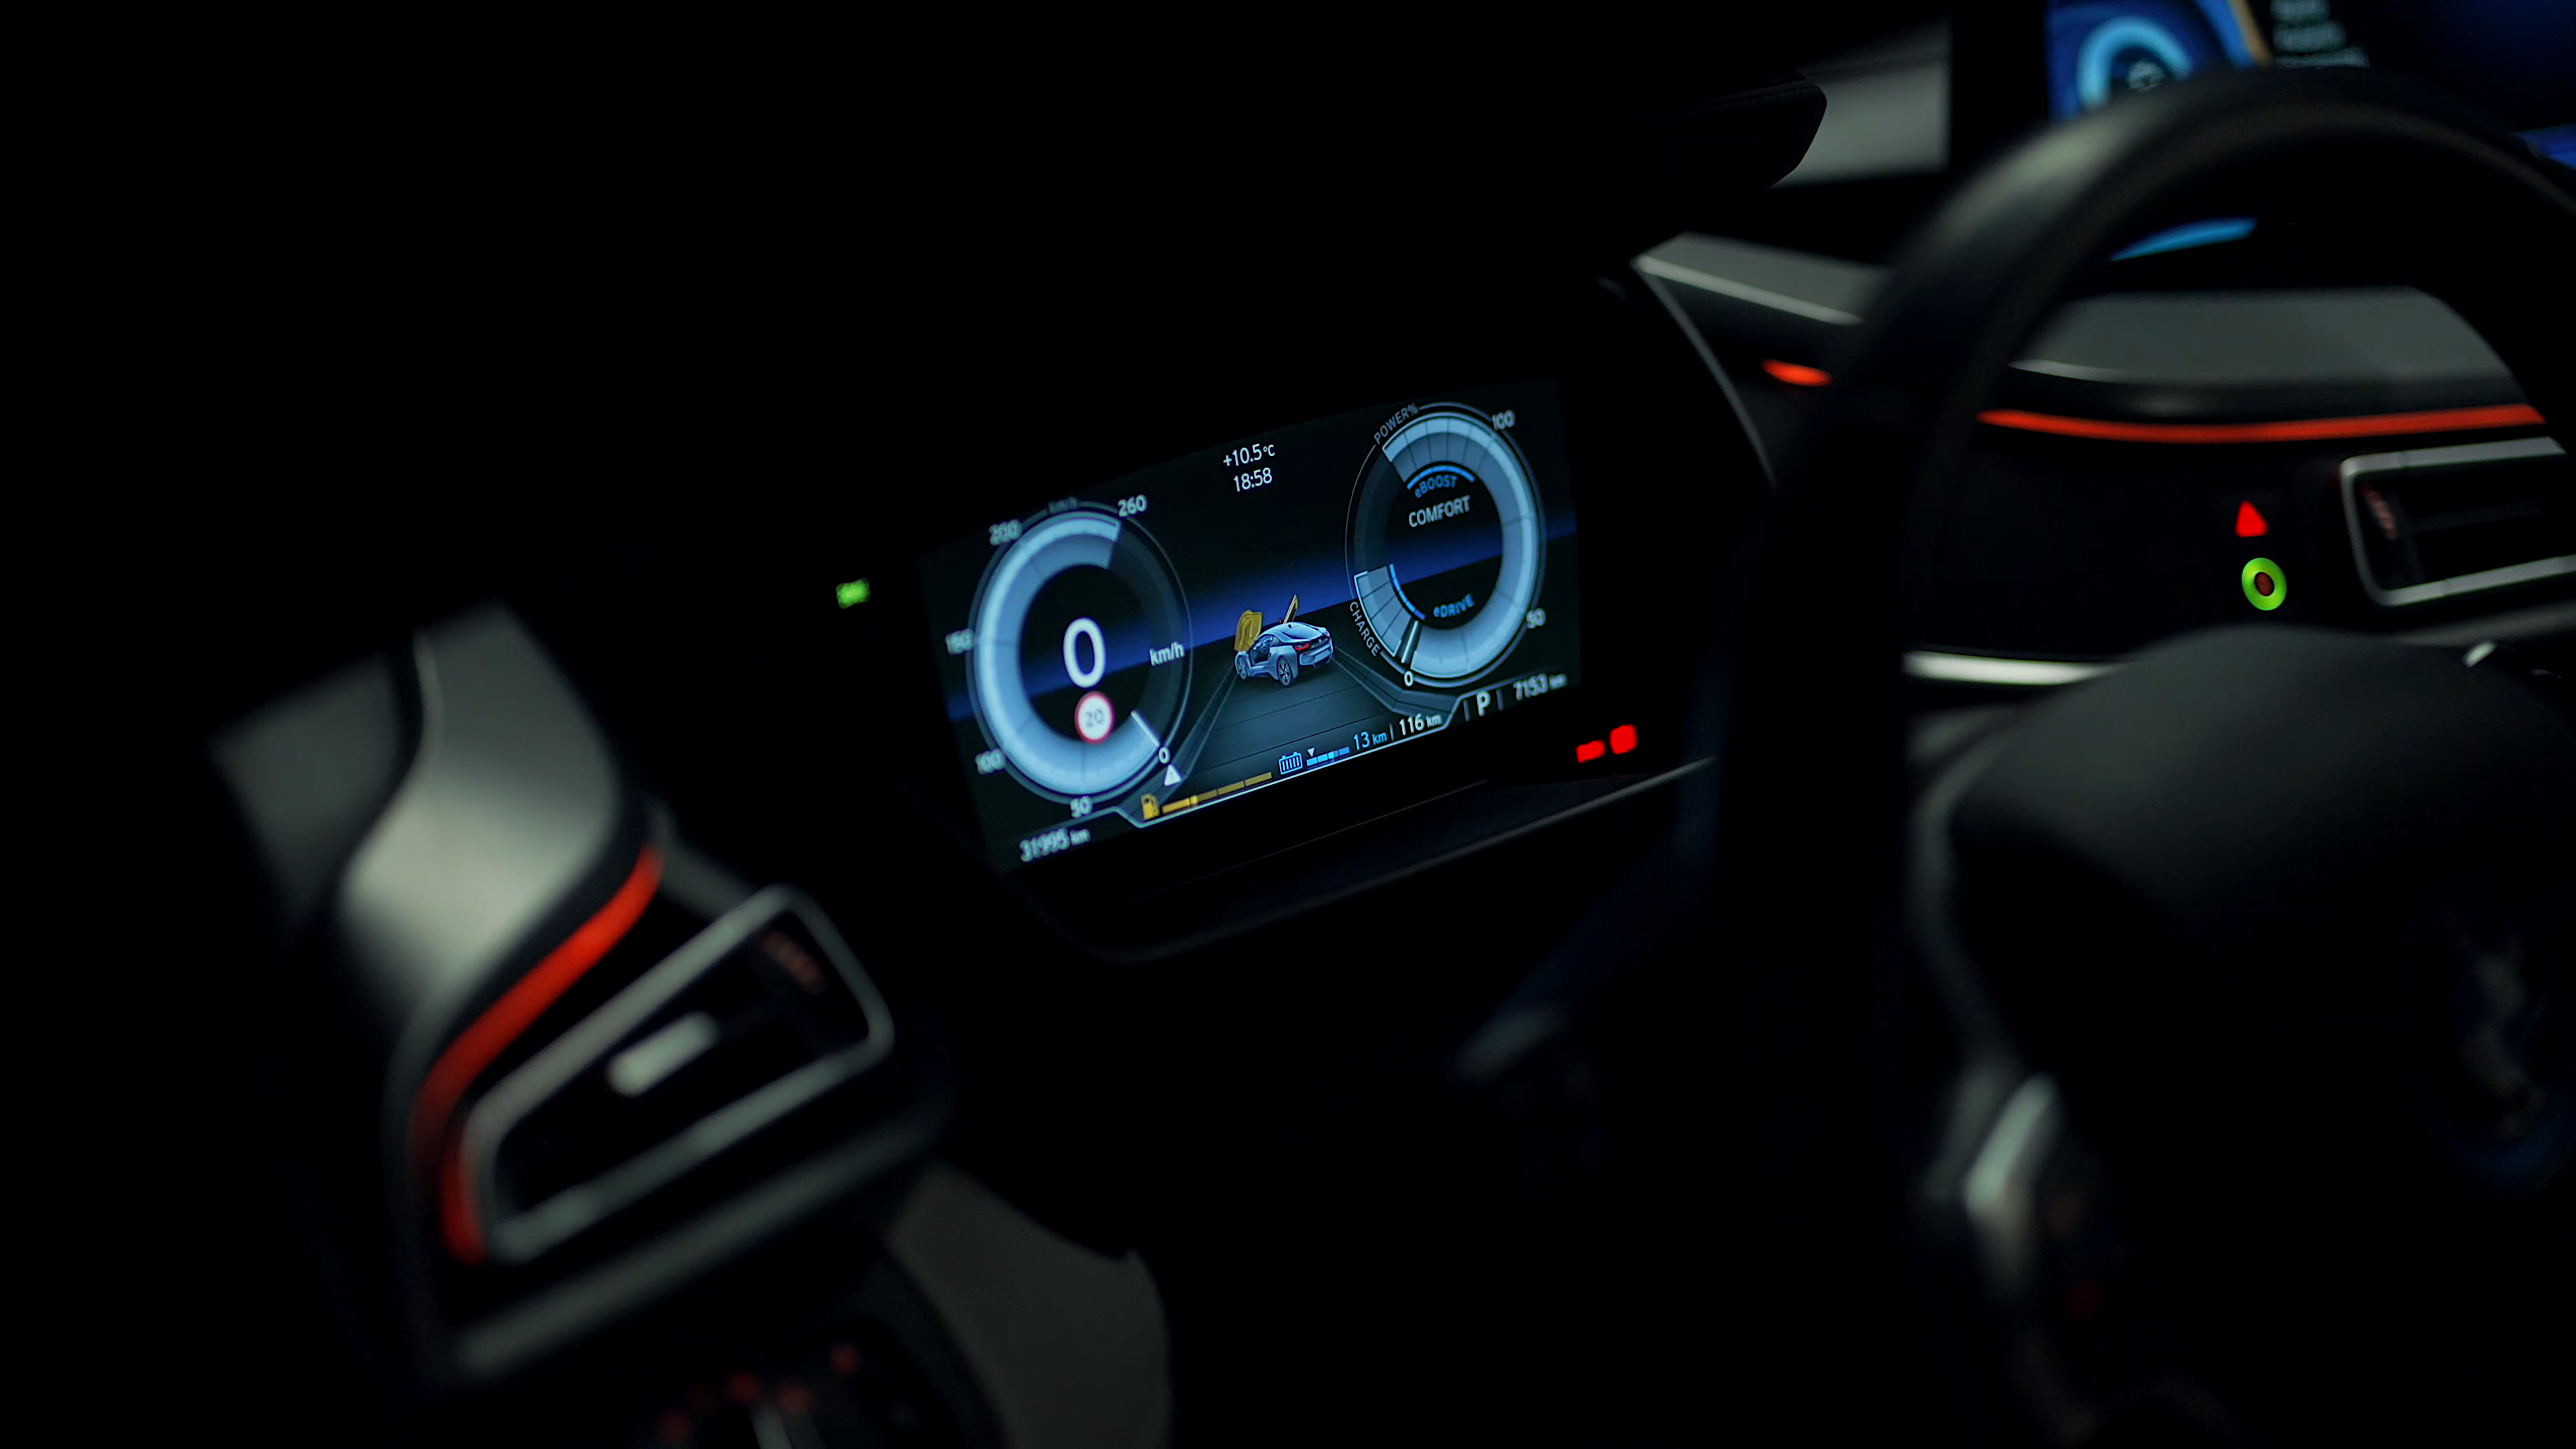 +10.5°C
18:58
POWER%
100
eBOOST
COMFORT
eDRIVE
CHARGE
50
0
km/h
200
260
150
0
km/h
20
100
0
50
13 km
116 km
P
7153 km
31995 km